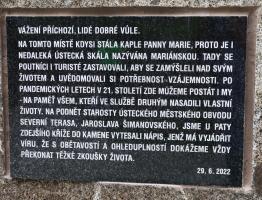 VÁŽENÍ PŘÍCHOZÍ, LIDÉ DOBRÉ VŮLE.
NA TOMTO MÍSTĚ KDYSI STÁLA KAPLE PANNY MARIE, PROTO JE I
NEDALEKÁ ÚSTECKÁ SKÁLA NAZÝVÁNA MARIÁNSKOU. TADY SE
POUTNÍCI I TURISTÉ ZASTAVOVALI, ABY SE ZAMYŠLELI NAD SVÝM
ŽIVOTEM A UVĚDOMOVALI SI POTŘEBNOST VZÁJEMNOSTI. PO
PANDEMICKÝCH LETECH V 21. STOLETÍ ZDE MŮŽEME POSTÁT I MY
- NA PAMĚŤ VŠEM, KTEŘÍ VE SLUŽBĚ DRUHÝM NASADILI VLASTNÍ
ŽIVOTY. NA PODNĚT STAROSTY ÚSTECKÉHO MĚSTSKÉHO OBVODU
SEVERNÍ TERASA, JAROSLAVA ŠIMANOVSKÉHO, JSME U PATY
ZDEJŠÍHO KŘÍŽE DO KAMENE VYTESALI NÁPIS, JENŽ MÁ VYJÁDŘIT
VÍRU, ŽE S OBĚTAVOSTÍ A OHLEDUPLNOSTÍ DOKÁŽEME VŽDY
PŘEKONAT TĚŽKÉ ZKOUŠKY ŽIVOTA.
29. 6. 2022